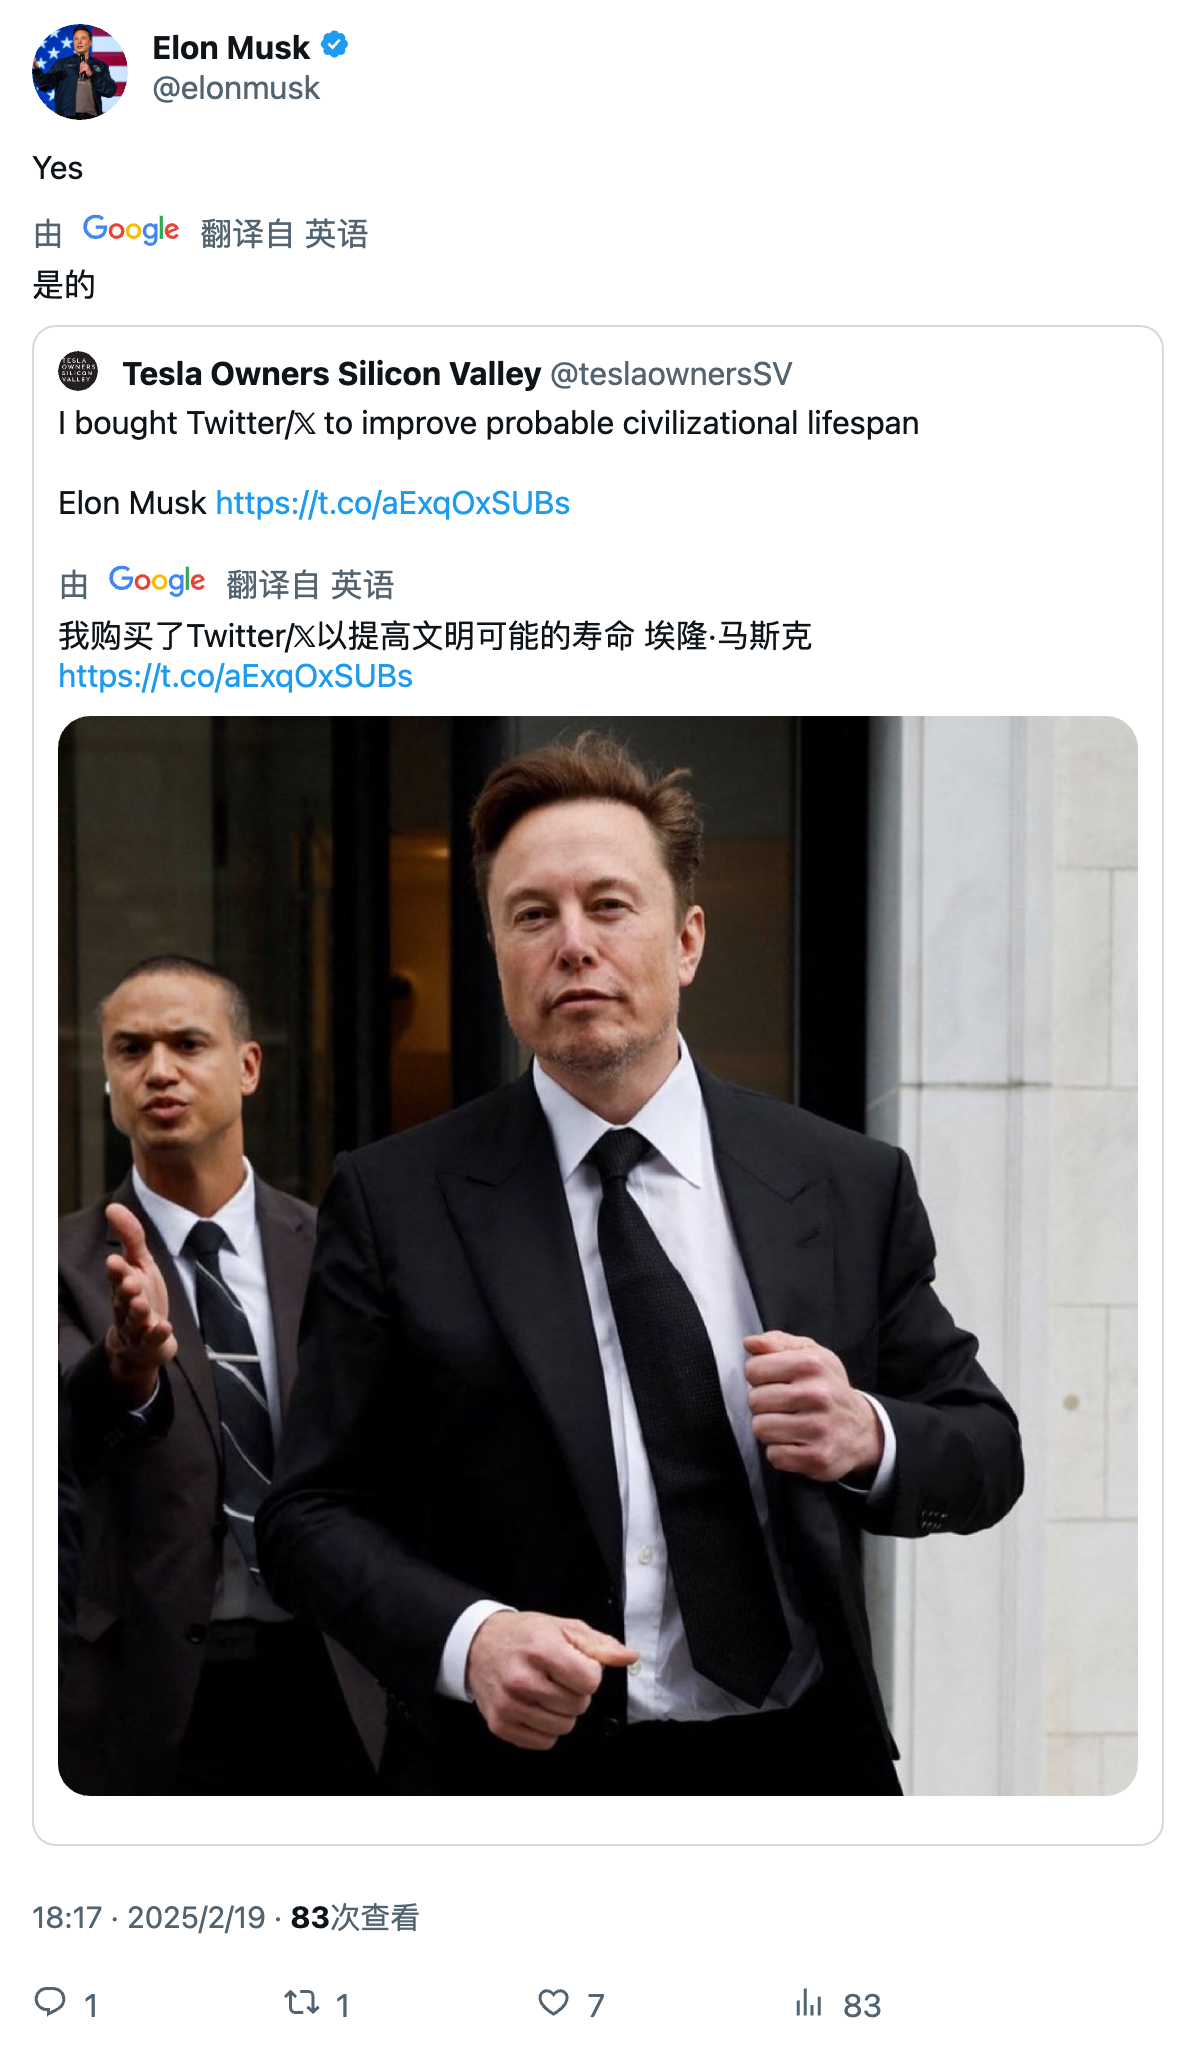 Elon Musk
@elonmusk
Yes
由 Google 翻译自 英语
是的
TESLA OWNERS SILICON VALLEY
Tesla Owners Silicon Valley @teslaownersSV
I bought Twitter/𝕏 to improve probable civilizational lifespan
Elon Musk https://t.co/aExqOxSUBs
由 Google 翻译自 英语
我购买了Twitter/𝕏以提高文明可能的寿命 埃隆·马斯克
https://t.co/aExqOxSUBs
18:17 · 2025/2/19 · 83次查看
1 1 7 83